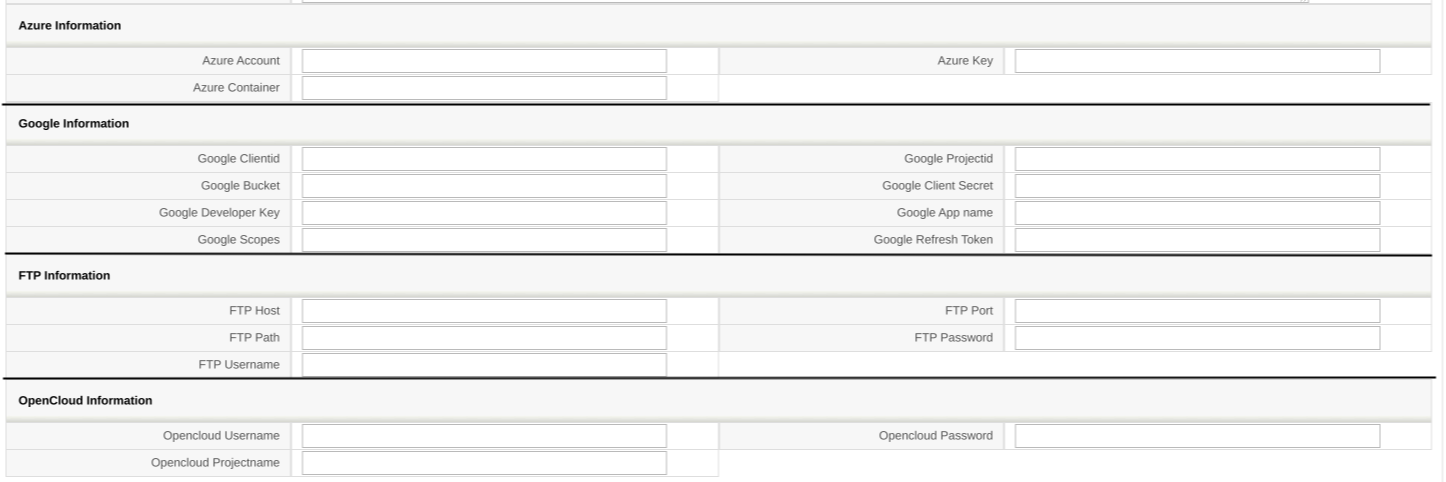 Azure Information
Azure Account Azure Key
Azure Container
Google Information
Google Clientid Google Projectid
Google Bucket Google Client Secret
Google Developer Key Google App name
Google Scopes Google Refresh Token
FTP Information
FTP Host FTP Port
FTP Path FTP Password
FTP Username
OpenCloud Information
Opencloud Username Opencloud Password
Opencloud Projectname